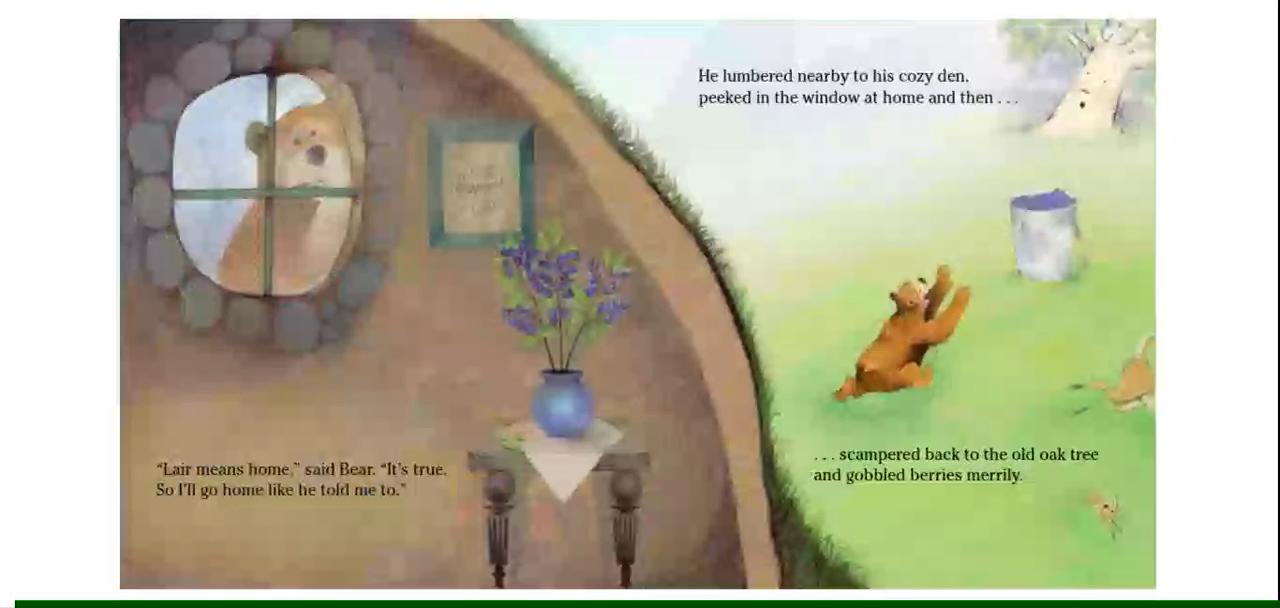 “Lair means home,” said Bear. “It’s true.
So I’ll go home like he told me to.”
He lumbered nearby to his cozy den,
peeked in the window at home and then . . .
. . . scampered back to the old oak tree
and gobbled berries merrily.